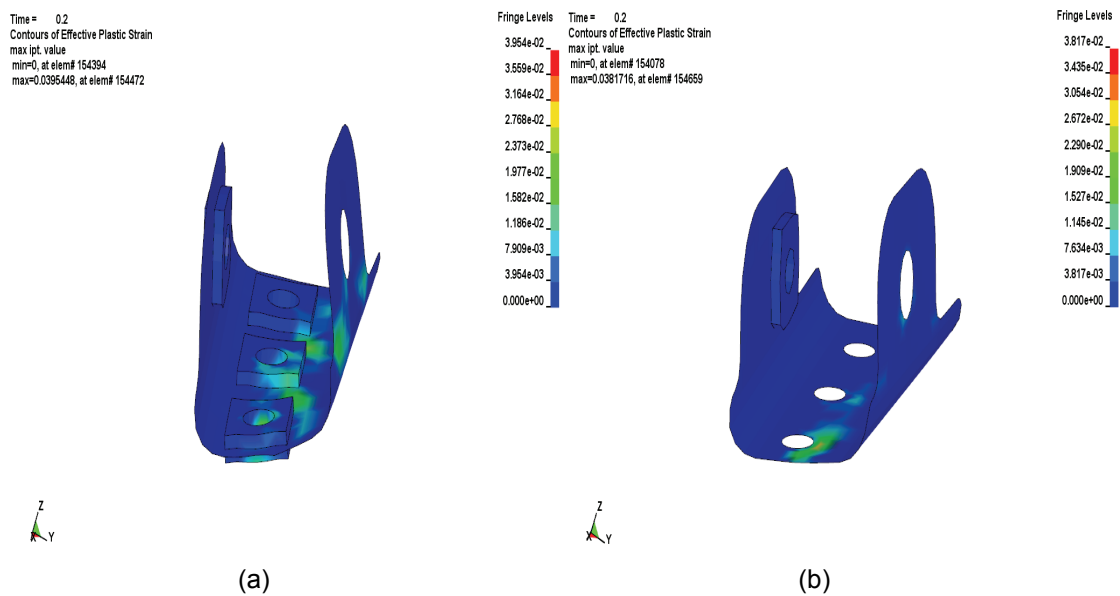 Time = 0.2
Contours of Effective Plastic Strain
max ipt. value
min=0, at elem# 154394
max=0.0395448, at elem# 154472
Fringe Levels
3.954e-02
3.559e-02
3.164e-02
2.768e-02
2.373e-02
1.977e-02
1.582e-02
1.186e-02
7.909e-03
3.954e-03
0.000e+00
Z
X
Y
(a)
Time = 0.2
Contours of Effective Plastic Strain
max ipt. value
min=0, at elem# 154078
max=0.0381716, at elem# 154659
Fringe Levels
3.817e-02
3.435e-02
3.054e-02
2.672e-02
2.290e-02
1.909e-02
1.527e-02
1.145e-02
7.634e-03
3.817e-03
0.000e+00
Z
X
Y
(b)